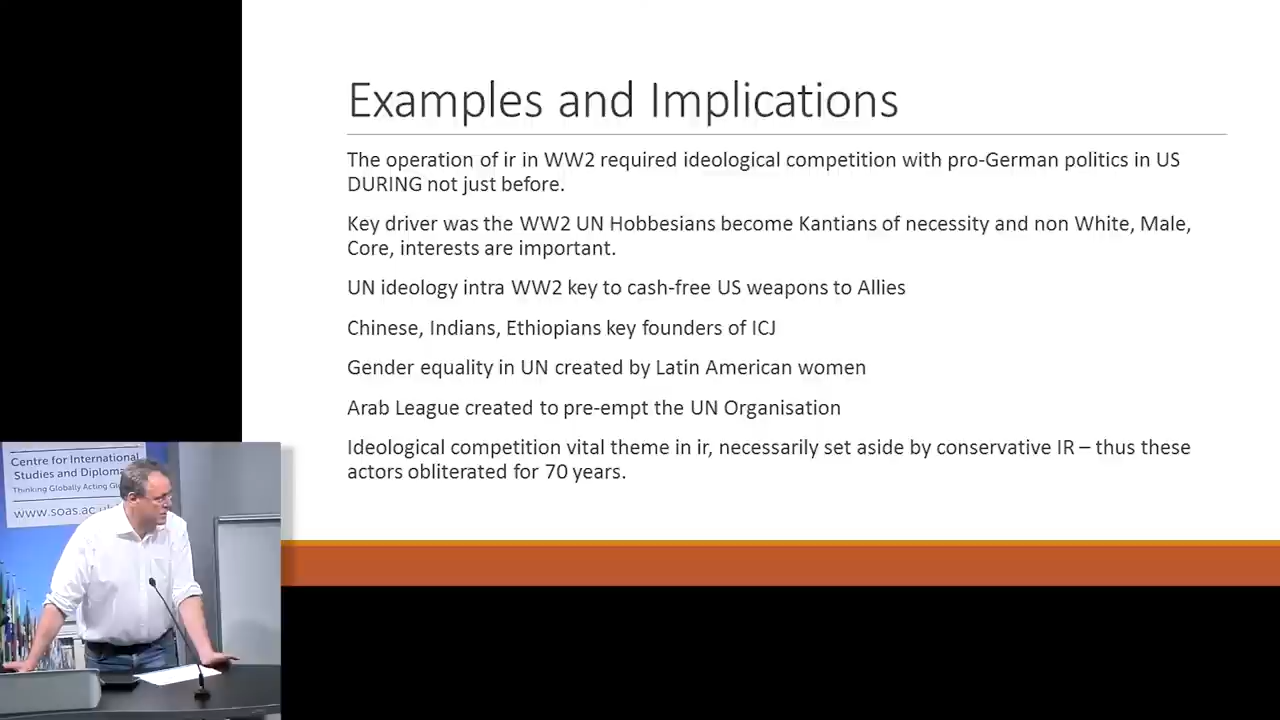 Examples and Implications
The operation of ir in WW2 required ideological competition with pro-German politics in US
DURING not just before.
Key driver was the WW2 UN Hobbesians become Kantians of necessity and non White, Male,
Core, interests are important.
UN ideology intra WW2 key to cash-free US weapons to Allies
Chinese, Indians, Ethiopians key founders of ICJ
Gender equality in UN created by Latin American women
Arab League created to pre-empt the UN Organisation
Ideological competition vital theme in ir, necessarily set aside by conservative IR – thus these
actors obliterated for 70 years.
Centre for International
Studies and Diplom
Thinking Globally Acting Gl
www.soas.ac.u